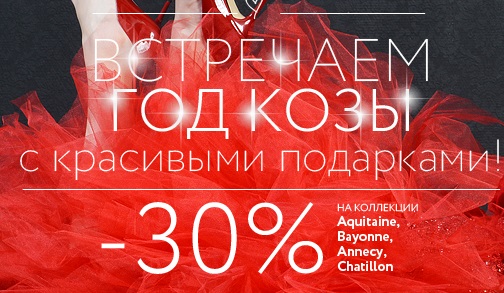 ВСТРЕЧАЕМ
ГОД КОЗЫ
с красивыми подарками!
-30%
НА КОЛЛЕКЦИИ
Aquitaine,
Bayonne,
Annecy,
Chatillon